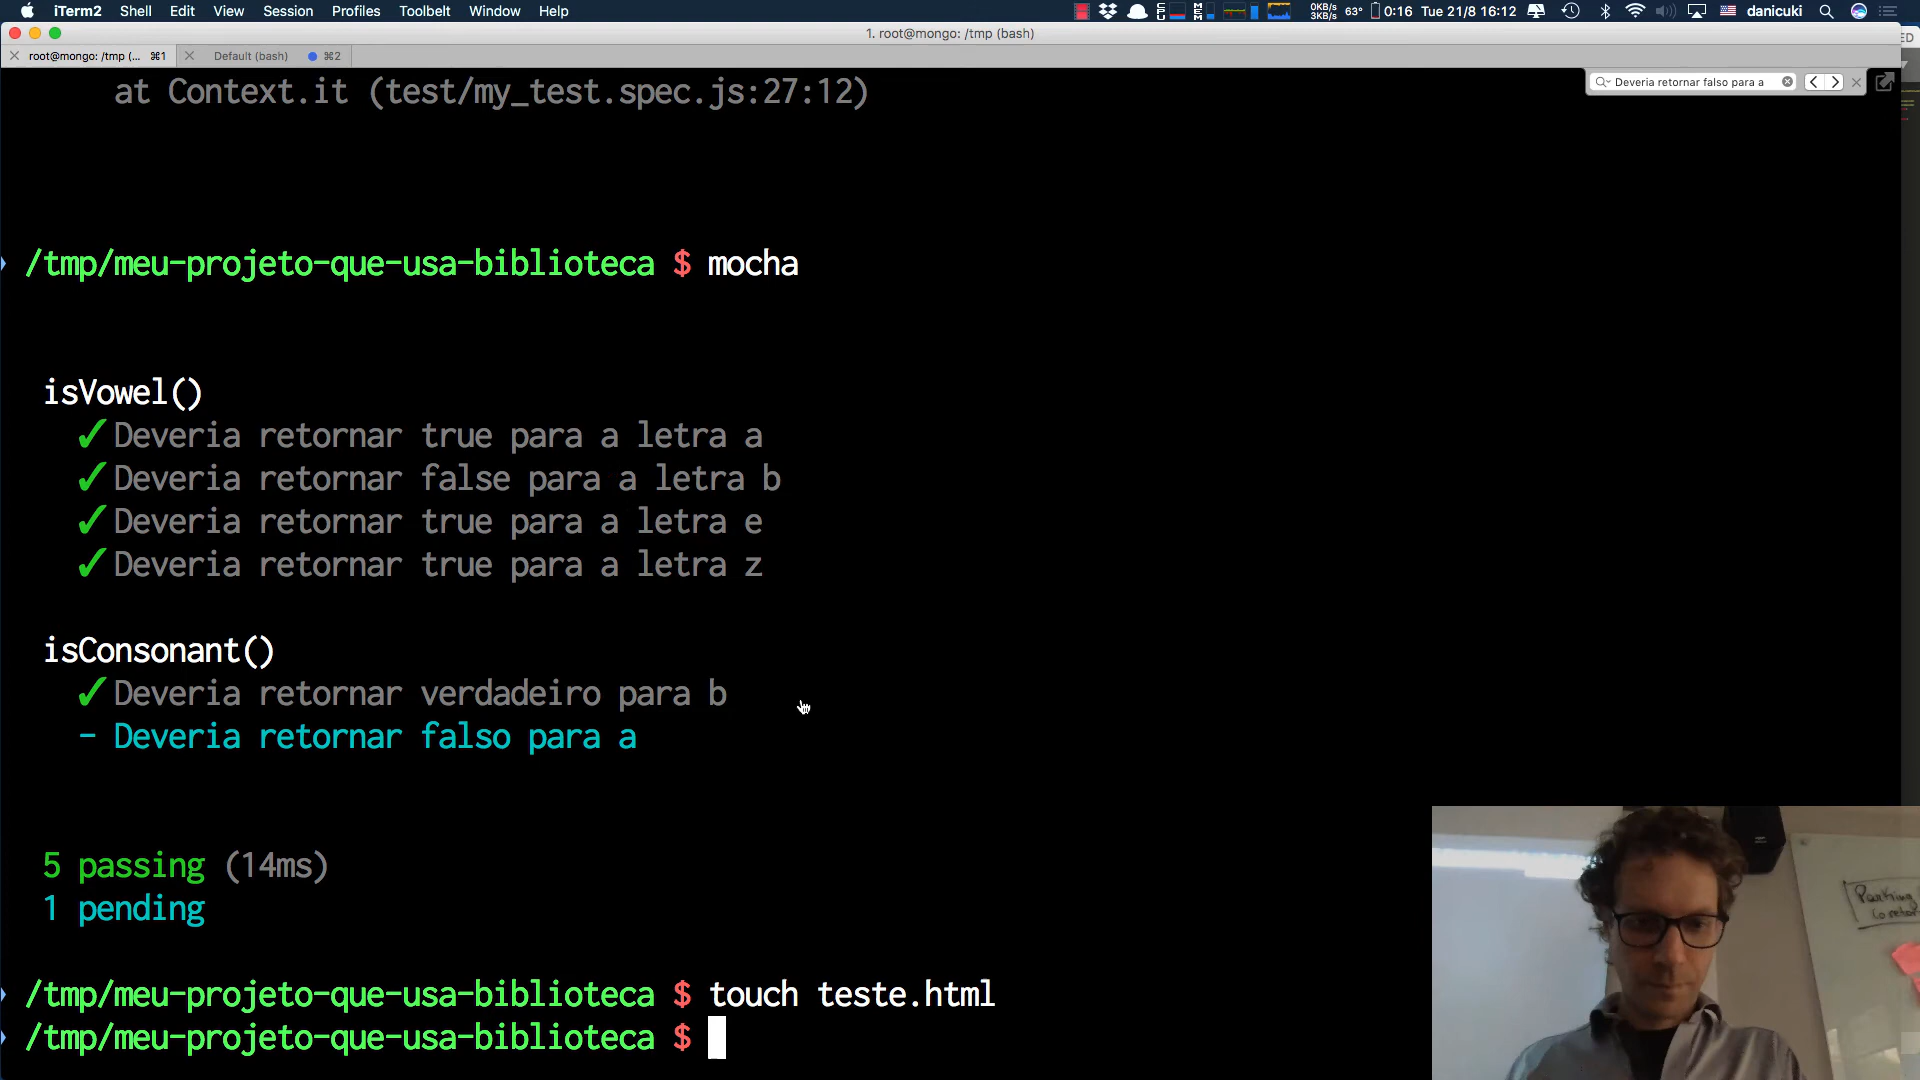 iTerm2 Shell Edit View Session Profiles Toolbelt Window Help 0KB/s 3KB/s 63° 0:16 Tue 21/8 16:12 danicuki
1. root@mongo: /tmp (bash)
root@mongo: /tmp (... ⌘1 Default (bash) ⌘2
Deveria retornar falso para a
at Context.it (test/my_test.spec.js:27:12)
/tmp/meu-projeto-que-usa-biblioteca $ mocha
isVowel()
✓ Deveria retornar true para a letra a
✓ Deveria retornar false para a letra b
✓ Deveria retornar true para a letra e
✓ Deveria retornar true para a letra z
isConsonant()
✓ Deveria retornar verdadeiro para b
- Deveria retornar falso para a
5 passing (14ms)
1 pending
/tmp/meu-projeto-que-usa-biblioteca $ touch teste.html
/tmp/meu-projeto-que-usa-biblioteca $
Parking